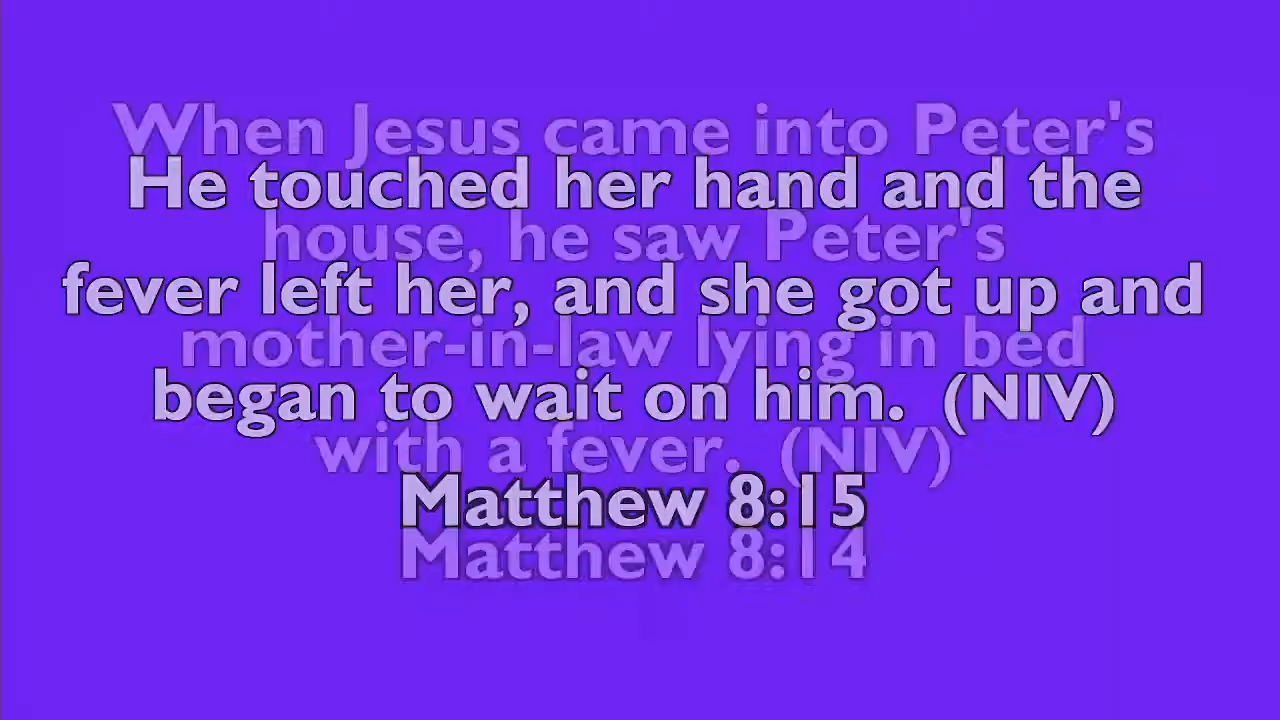 When Jesus came into Peter's
He touched her hand and the
house, he saw Peter's
fever left her, and she got up and
mother-in-law lying in bed
began to wait on him. (NIV)
with a fever. (NIV)
Matthew 8:15
Matthew 8:14